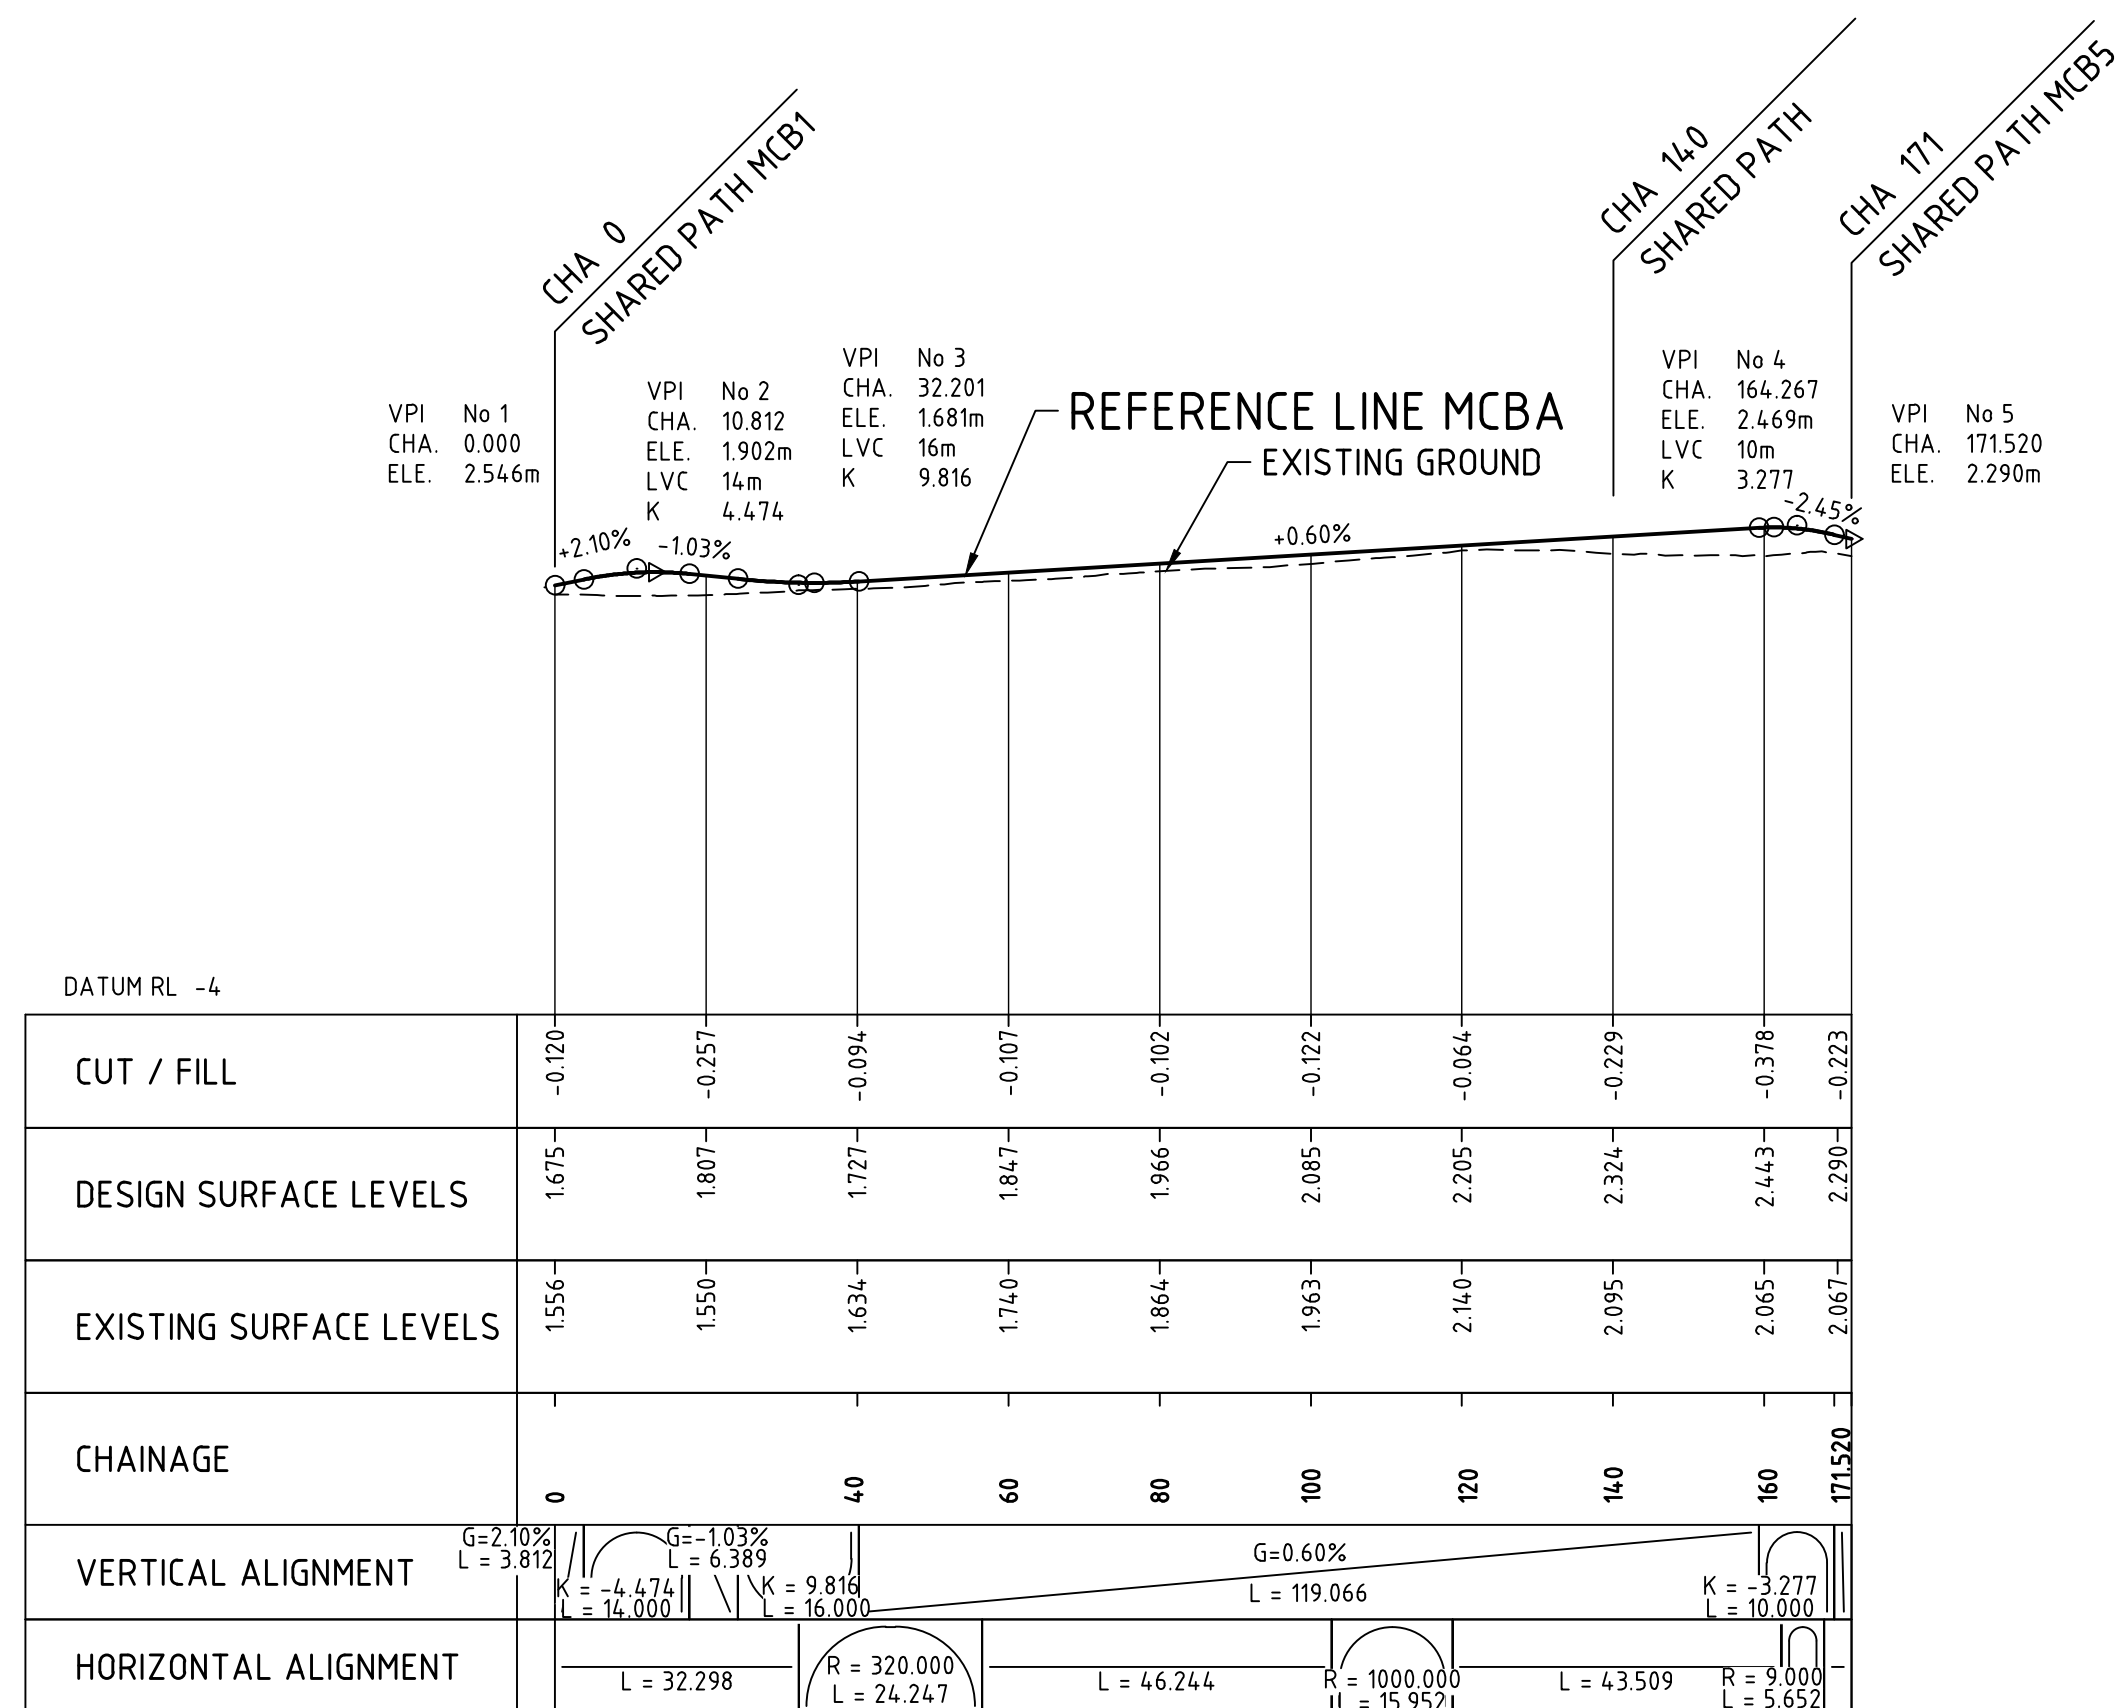 CHA 0
SHARED PATH MCB1
CHA 140
SHARED PATH
CHA 171
SHARED PATH MCB5
VPI No 1
CHA. 0.000
ELE. 2.546m
VPI No 2
CHA. 10.812
ELE. 1.902m
LVC 14m
K 4.474
VPI No 3
CHA. 32.201
ELE. 1.681m
LVC 16m
K 9.816
REFERENCE LINE MCBA
EXISTING GROUND
VPI No 4
CHA. 164.267
ELE. 2.469m
LVC 10m
K 3.277
VPI No 5
CHA. 171.520
ELE. 2.290m
+2.10%
-1.03%
+0.60%
-2.45%
DATUM RL -4
CUT / FILL
-0.120 -0.257 -0.094 -0.107 -0.102 -0.122 -0.064 -0.229 -0.378 -0.223
DESIGN SURFACE LEVELS
1.675 1.807 1.727 1.847 1.966 2.085 2.205 2.324 2.443 2.290
EXISTING SURFACE LEVELS
1.556 1.550 1.634 1.740 1.864 1.963 2.140 2.095 2.065 2.067
CHAINAGE
0 40 60 80 100 120 140 160 171.520
VERTICAL ALIGNMENT
G=2.10%
L = 3.812
K = -4.474
L = 14.000
G=-1.03%
L = 6.389
K = 9.816
L = 16.000
G=0.60%
L = 119.066
K = -3.277
L = 10.000
HORIZONTAL ALIGNMENT
L = 32.298
R = 320.000
L = 24.247
L = 46.244
R = 1000.000
L = 15.952
L = 43.509
R = 9.000
L = 5.652